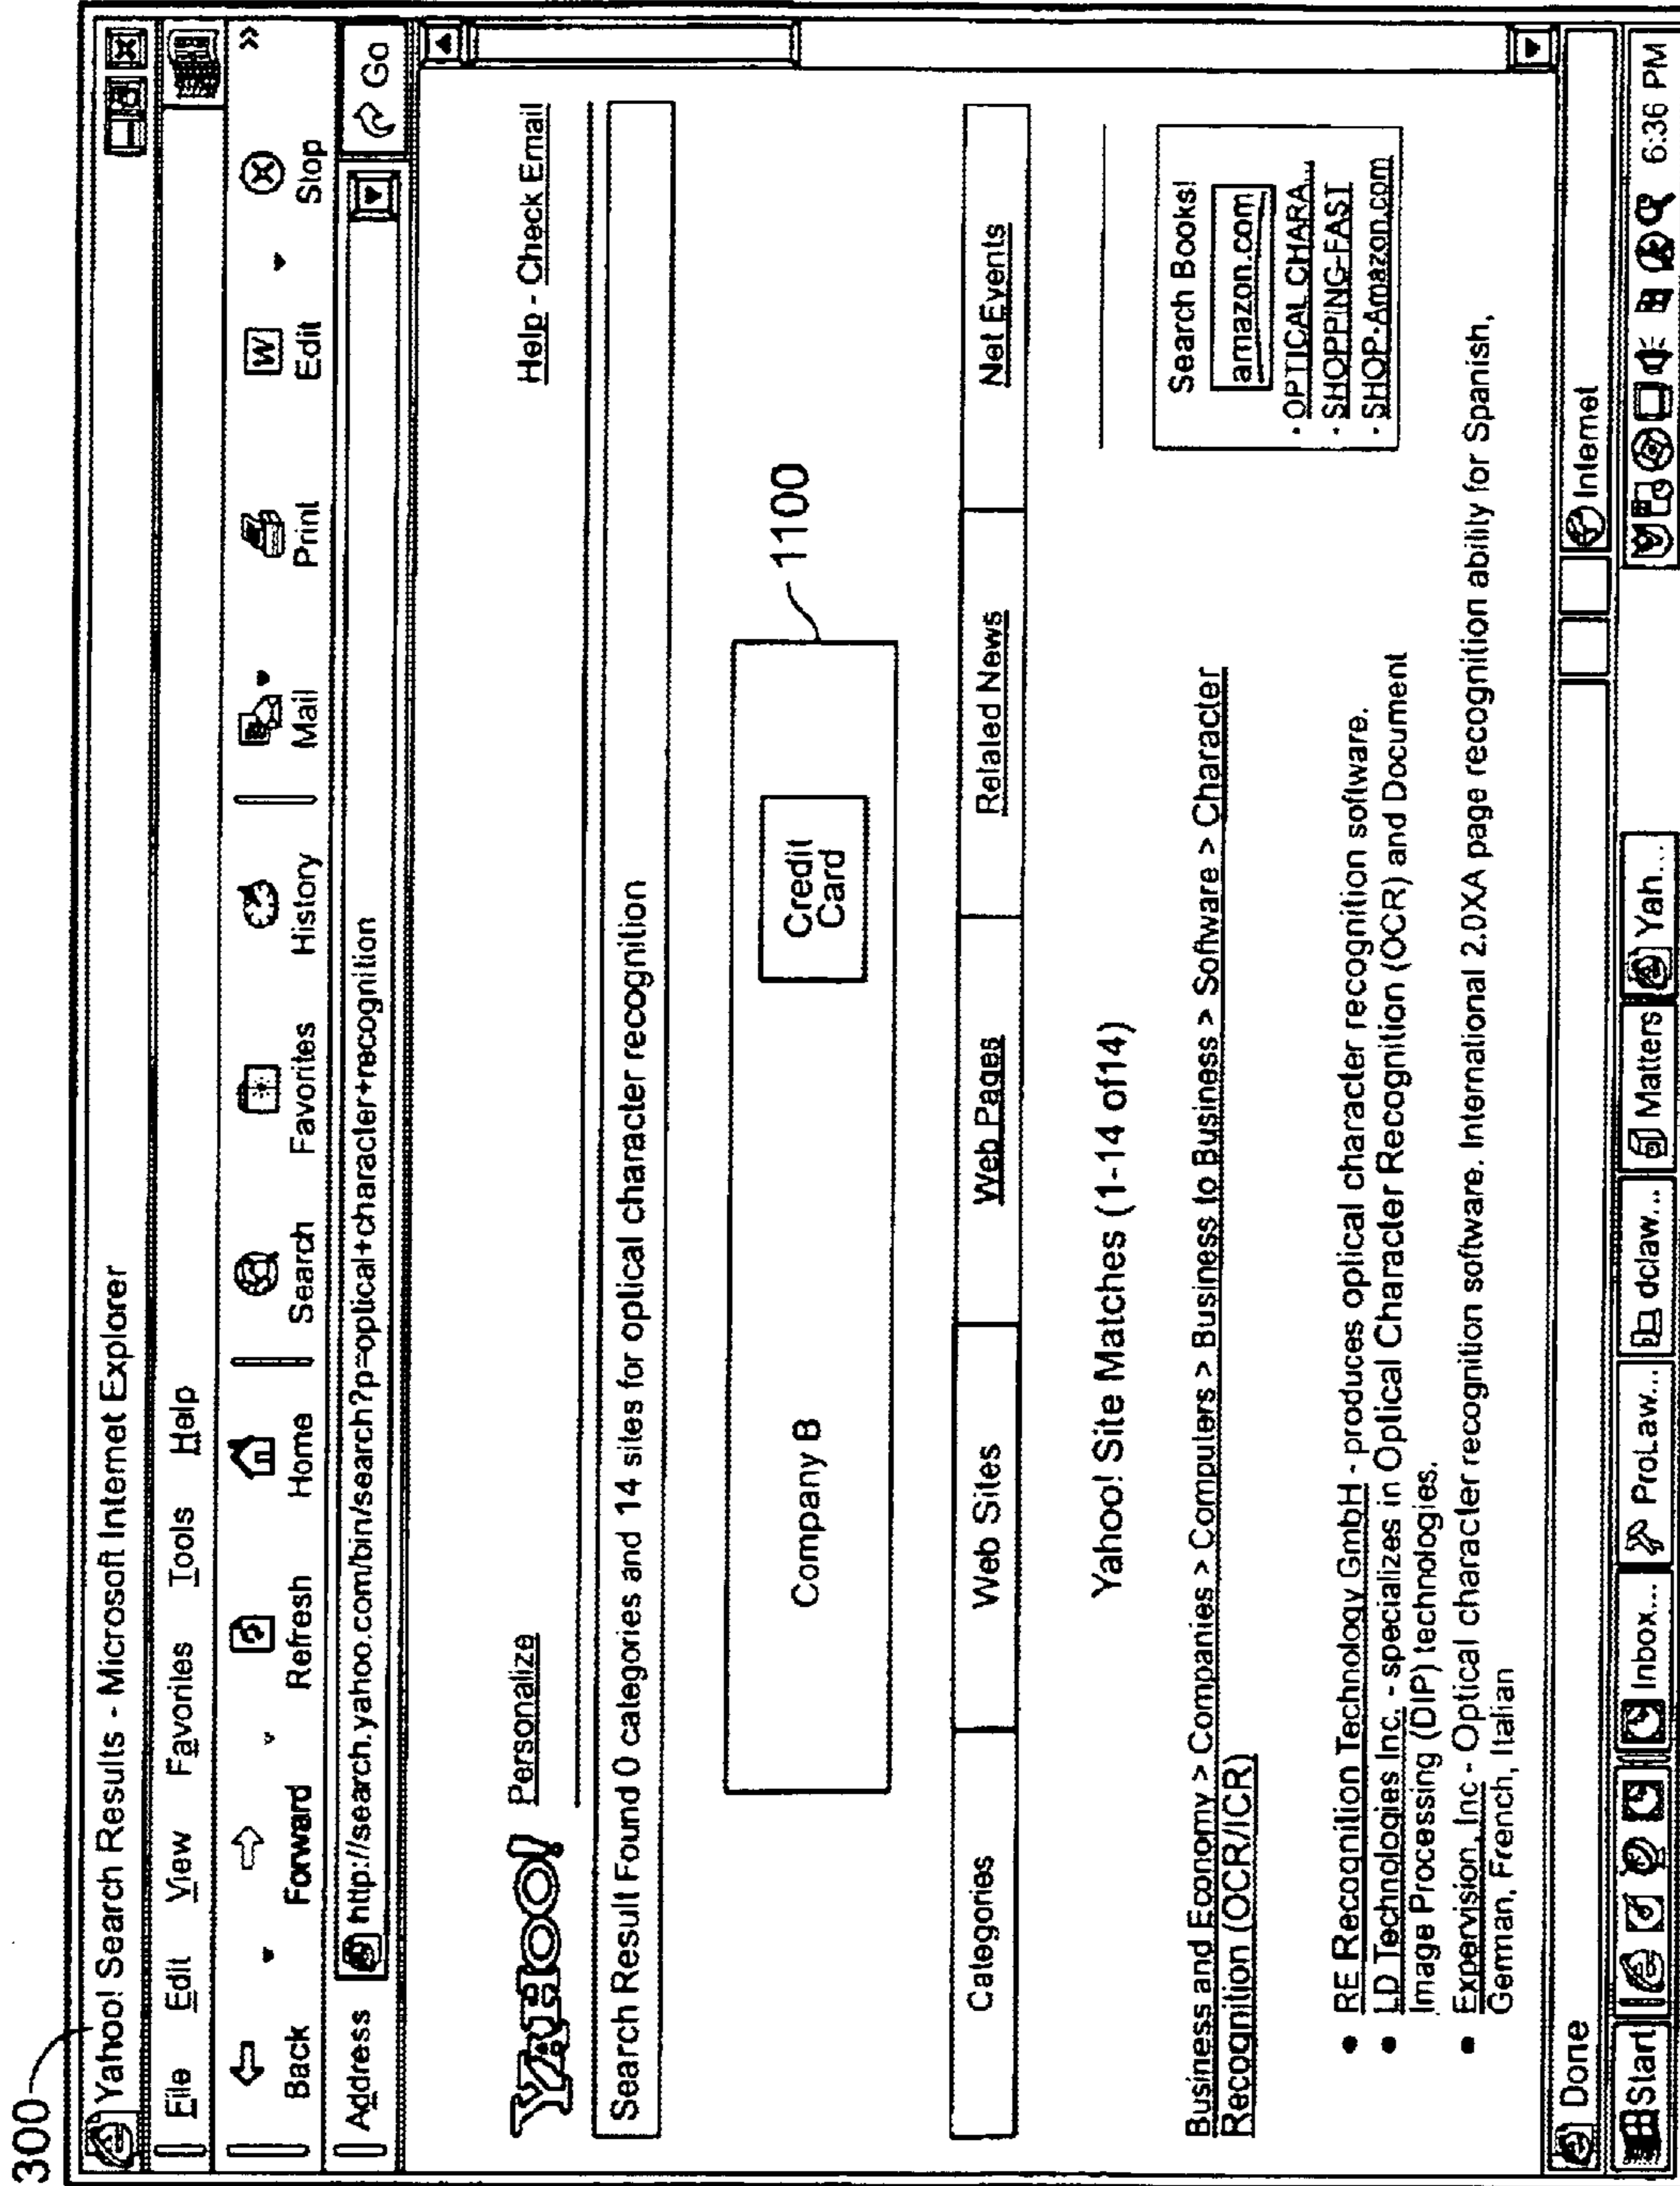 300
Yahoo! Search Results - Microsoft Internet Explorer
File Edit View Favorites Tools Help
Back Forward Refresh Home Search Favorites History Mail Print Edit Stop »
Address http://search.yahoo.com/bin/search?p=optical+character+recognition Go
YAHOO! Personalize Help - Check Email
Search Result Found 0 categories and 14 sites for optical character recognition
1100
Company B
Credit
Card
Categories Web Sites Web Pages Related News Net Events
Yahoo! Site Matches (1-14 of14)
Business and Economy > Companies > Computers > Business to Business > Software > Character
Recognition (OCR/ICR)
Search Books!
amazon.com
· OPTICAL CHARA...
· SHOPPING-FAST
· SHOP-Amazon.com
• RE Recognition Technology GmbH - produces optical character recognition software.
• LD Technologies Inc. - specializes in Optical Character Recognition (OCR) and Document
Image Processing (DIP) technologies.
• Expervision, Inc - Optical character recognition software. International 2.0XA page recognition ability for Spanish,
German, French, Italian
Done Internet
Start Inbox... ProLaw... dclaw... Matters Yah... 6:36 PM